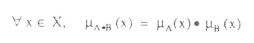 ∀ x ∈ X, μ_{A•B} (x) = μ_A(x) • μ_B (x)